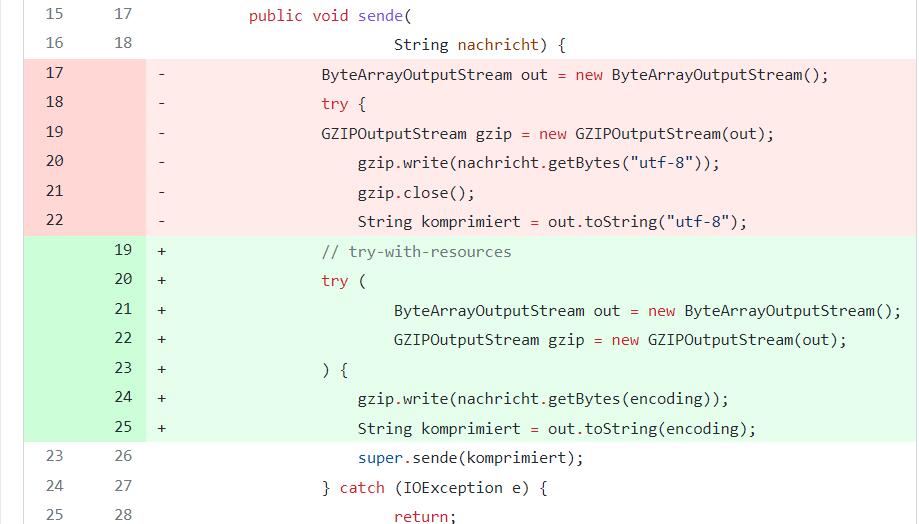 15 17 public void sende(
16 18 String nachricht) {
17 - ByteArrayOutputStream out = new ByteArrayOutputStream();
18 - try {
19 - GZIPOutputStream gzip = new GZIPOutputStream(out);
20 - gzip.write(nachricht.getBytes("utf-8"));
21 - gzip.close();
22 - String komprimiert = out.toString("utf-8");
19 + // try-with-resources
20 + try (
21 + ByteArrayOutputStream out = new ByteArrayOutputStream();
22 + GZIPOutputStream gzip = new GZIPOutputStream(out);
23 + ) {
24 + gzip.write(nachricht.getBytes(encoding));
25 + String komprimiert = out.toString(encoding);
23 26 super.sende(komprimiert);
24 27 } catch (IOException e) {
25 28 return;